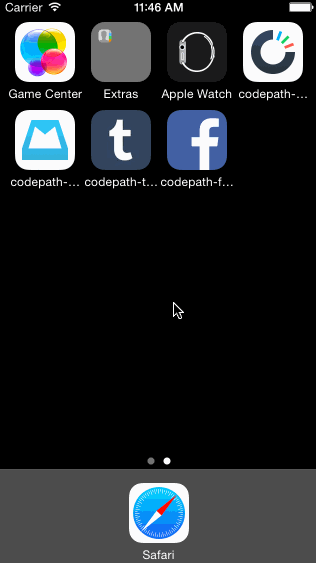 Carrier 11:46 AM
Game Center Extras Apple Watch codepath-...
codepath-... codepath-t... codepath-f...
t f
Safari